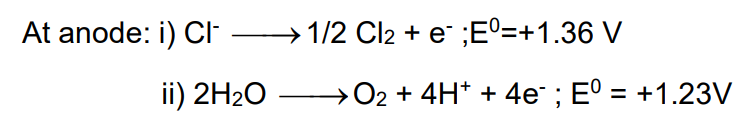 At anode: i) Cl⁻ ⟶ 1/2 Cl₂ + e⁻ ;E⁰=+1.36 V
ii) 2H₂O ⟶ O₂ + 4H⁺ + 4e⁻ ; E⁰ = +1.23V